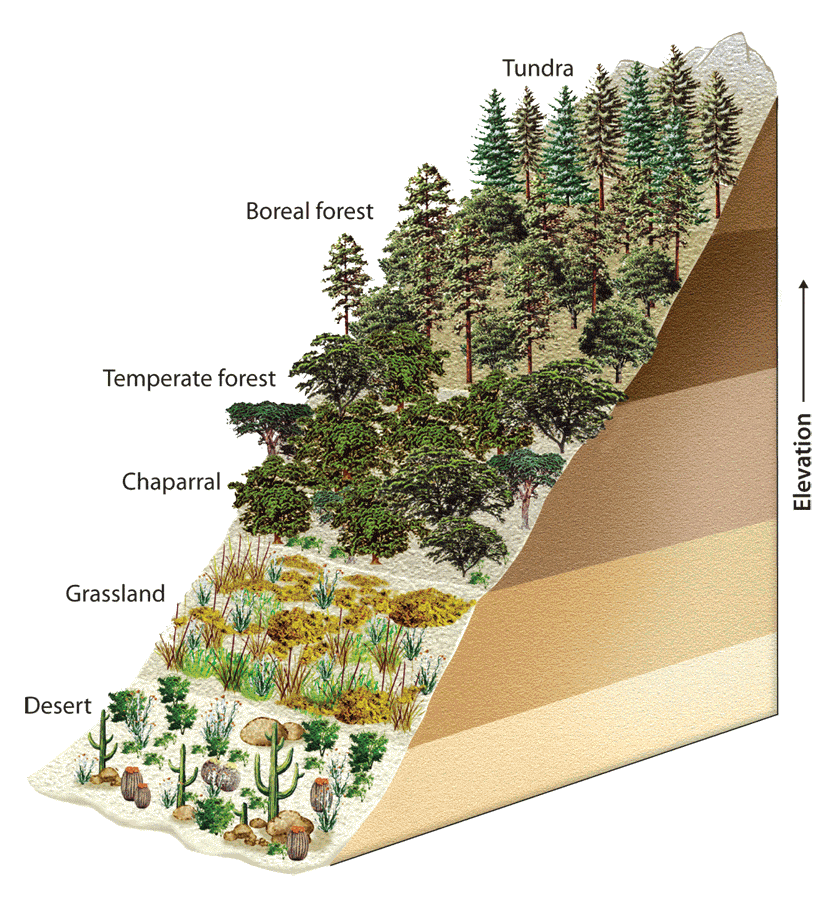 Tundra
Boreal forest
Temperate forest
Chaparral
Elevation
Grassland
Desert